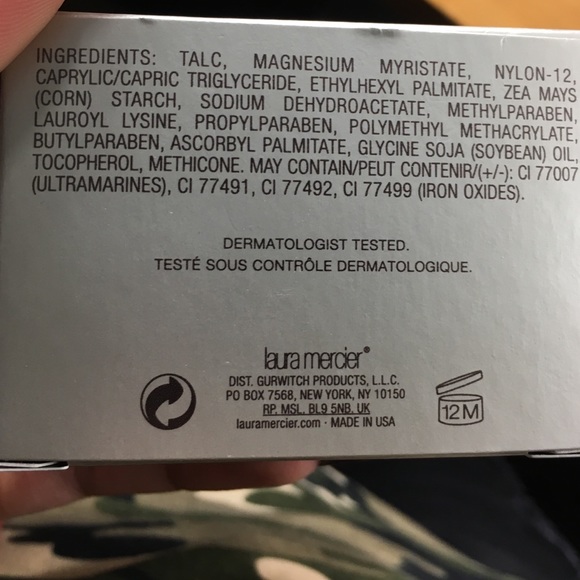 INGREDIENTS: TALC, MAGNESIUM MYRISTATE, NYLON-12,
CAPRYLIC/CAPRIC TRIGLYCERIDE, ETHYLHEXYL PALMITATE, ZEA MAYS
(CORN) STARCH, SODIUM DEHYDROACETATE, METHYLPARABEN,
LAUROYL LYSINE, PROPYLPARABEN, POLYMETHYL METHACRYLATE,
BUTYLPARABEN, ASCORBYL PALMITATE, GLYCINE SOJA (SOYBEAN) OIL,
TOCOPHEROL, METHICONE. MAY CONTAIN/PEUT CONTENIR/(+/-): CI 77007
(ULTRAMARINES), CI 77491, CI 77492, CI 77499 (IRON OXIDES).
DERMATOLOGIST TESTED.
TESTÉ SOUS CONTRÔLE DERMATOLOGIQUE.
laura mercier®
DIST. GURWITCH PRODUCTS, L.L.C.
PO BOX 7568, NEW YORK, NY 10150
RP. MSL. BL9 5NB. UK
lauramercier.com · MADE IN USA
12M